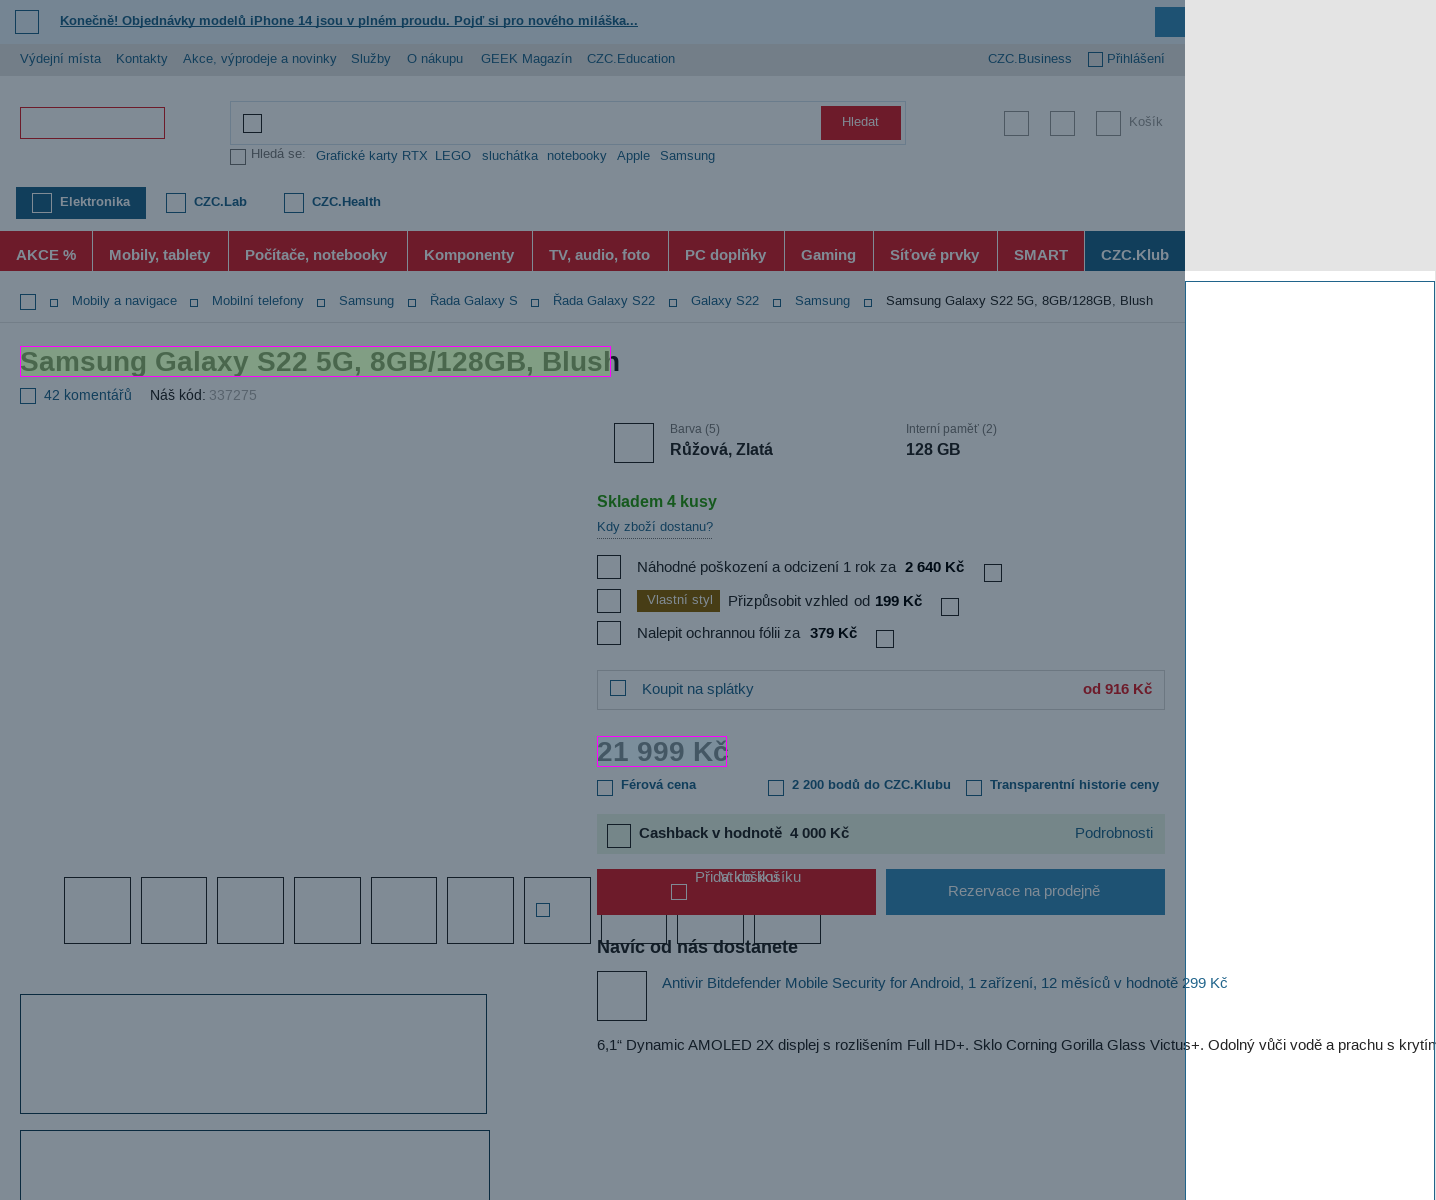 Konečně! Objednávky modelů iPhone 14 jsou v plném proudu. Pojď si pro nového miláška...
Výdejní místa Kontakty Akce, výprodeje a novinky Služby O nákupu GEEK Magazín CZC.Education CZC.Business Přihlášení
Hledat Košík
Hledá se: Grafické karty RTX LEGO sluchátka notebooky Apple Samsung
Elektronika CZC.Lab CZC.Health
AKCE % Mobily, tablety Počítače, notebooky Komponenty TV, audio, foto PC doplňky Gaming Síťové prvky SMART CZC.Klub
Mobily a navigace Mobilní telefony Samsung Řada Galaxy S Řada Galaxy S22 Galaxy S22 Samsung Samsung Galaxy S22 5G, 8GB/128GB, Blush
Samsung Galaxy S22 5G, 8GB/128GB, Blush
42 komentářů Náš kód: 337275
Barva (5) Interní paměť (2)
Růžová, Zlatá 128 GB
Skladem 4 kusy
Kdy zboží dostanu?
Náhodné poškození a odcizení 1 rok za 2 640 Kč
Vlastní styl Přizpůsobit vzhled od 199 Kč
Nalepit ochrannou fólii za 379 Kč
Koupit na splátky od 916 Kč
21 999 Kč
Férová cena 2 200 bodů do CZC.Klubu Transparentní historie ceny
Cashback v hodnotě 4 000 Kč Podrobnosti
Přidat do košíku V košíku Rezervace na prodejně
Navíc od nás dostanete
Antivir Bitdefender Mobile Security for Android, 1 zařízení, 12 měsíců v hodnotě 299 Kč
6,1“ Dynamic AMOLED 2X displej s rozlišením Full HD+. Sklo Corning Gorilla Glass Victus+. Odolný vůči vodě a prachu s